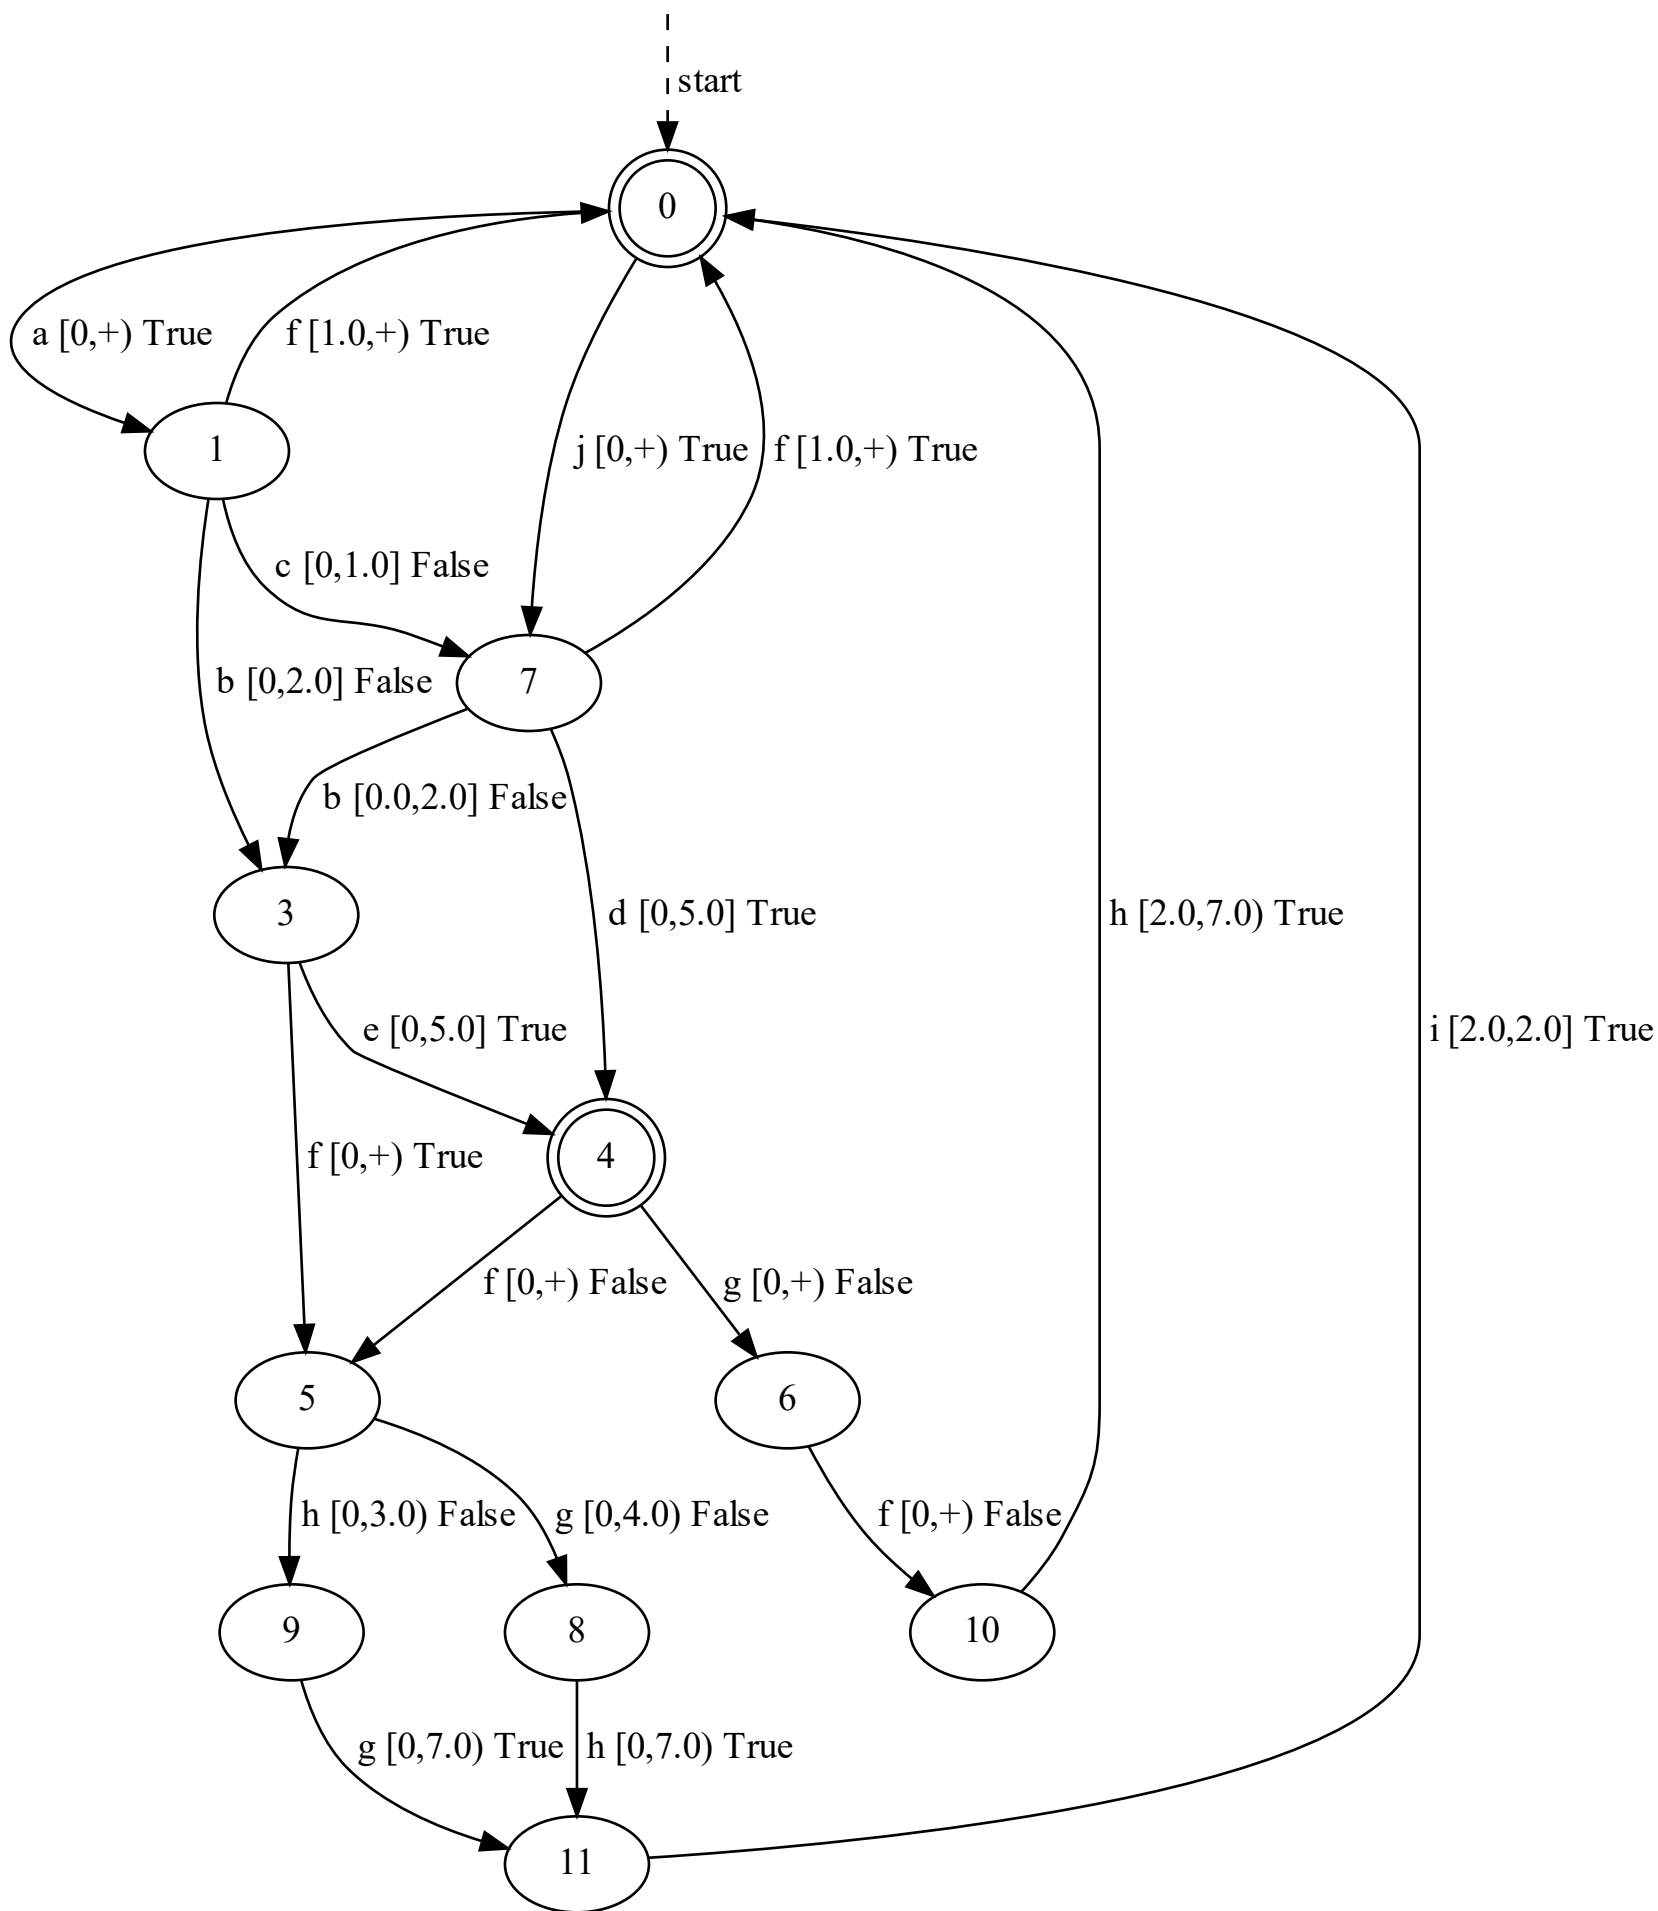 start
0
a [0,+) True
f [1.0,+) True
1
j [0,+) True
f [1.0,+) True
c [0,1.0] False
b [0,2.0] False
7
b [0.0,2.0] False
3
d [0,5.0] True
h [2.0,7.0) True
e [0,5.0] True
i [2.0,2.0] True
f [0,+) True
4
f [0,+) False
g [0,+) False
5
6
h [0,3.0) False
g [0,4.0) False
f [0,+) False
9
8
10
g [0,7.0) True
h [0,7.0) True
11